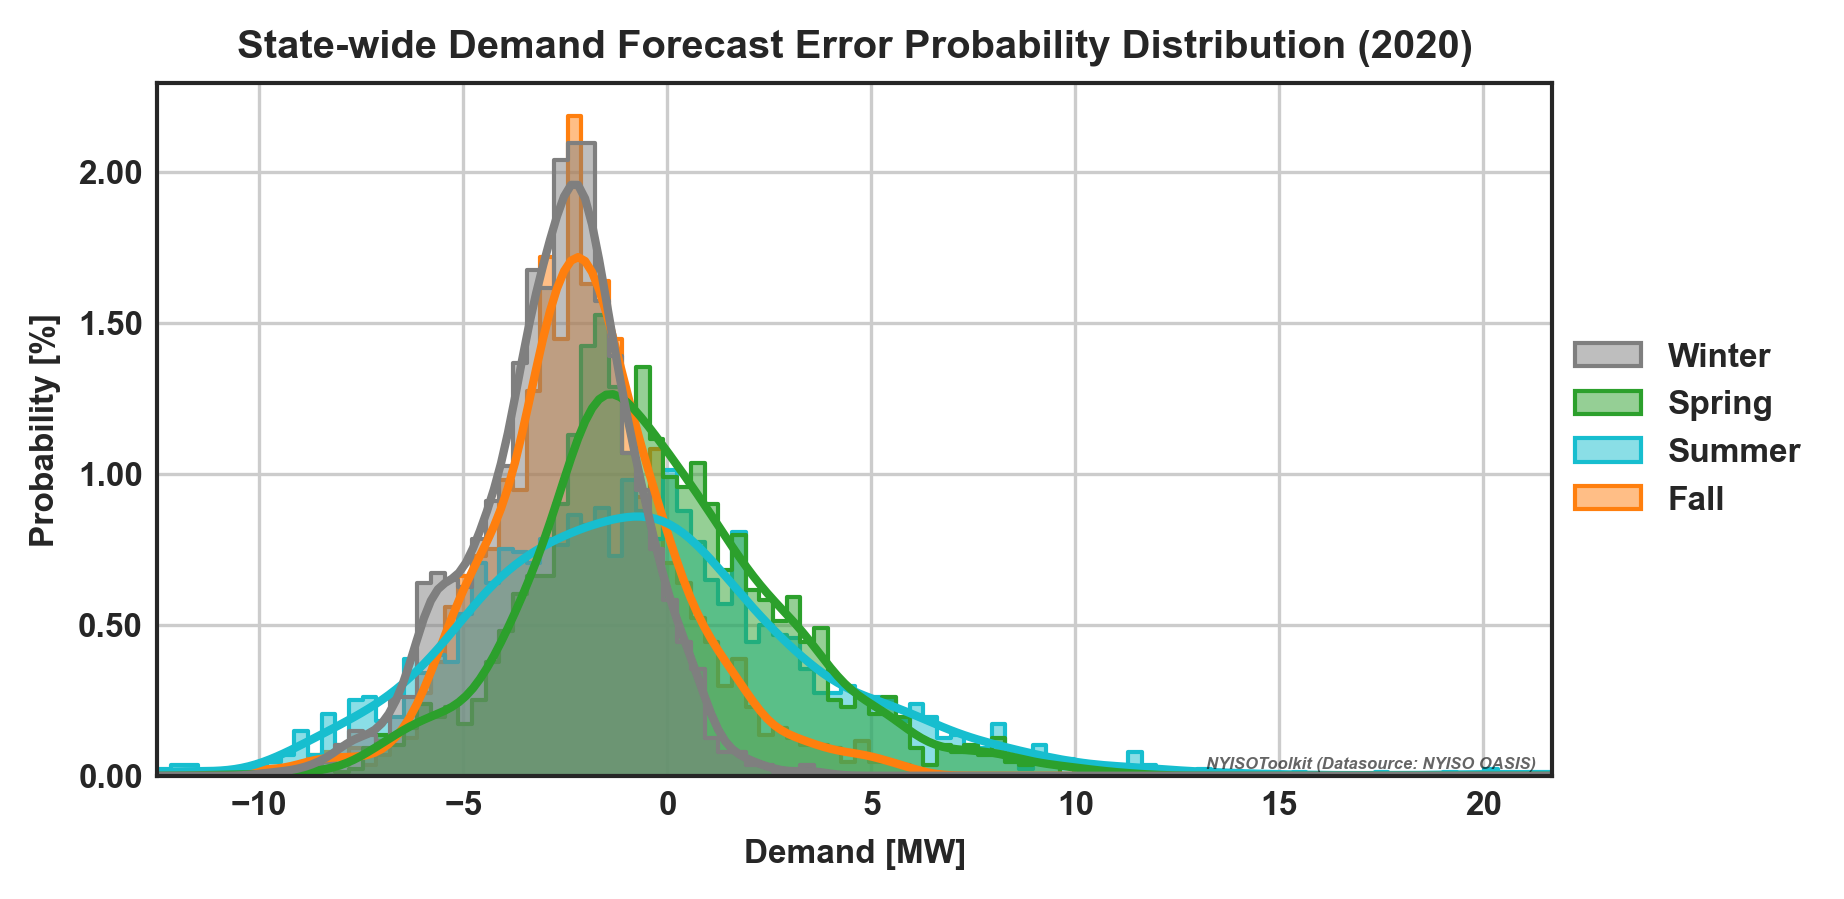 State-wide Demand Forecast Error Probability Distribution (2020)
Probability [%]
2.00
1.50
1.00
0.50
0.00
−10 −5 0 5 10 15 20
Demand [MW]
Winter
Spring
Summer
Fall
NYISOToolkit (Datasource: NYISO OASIS)